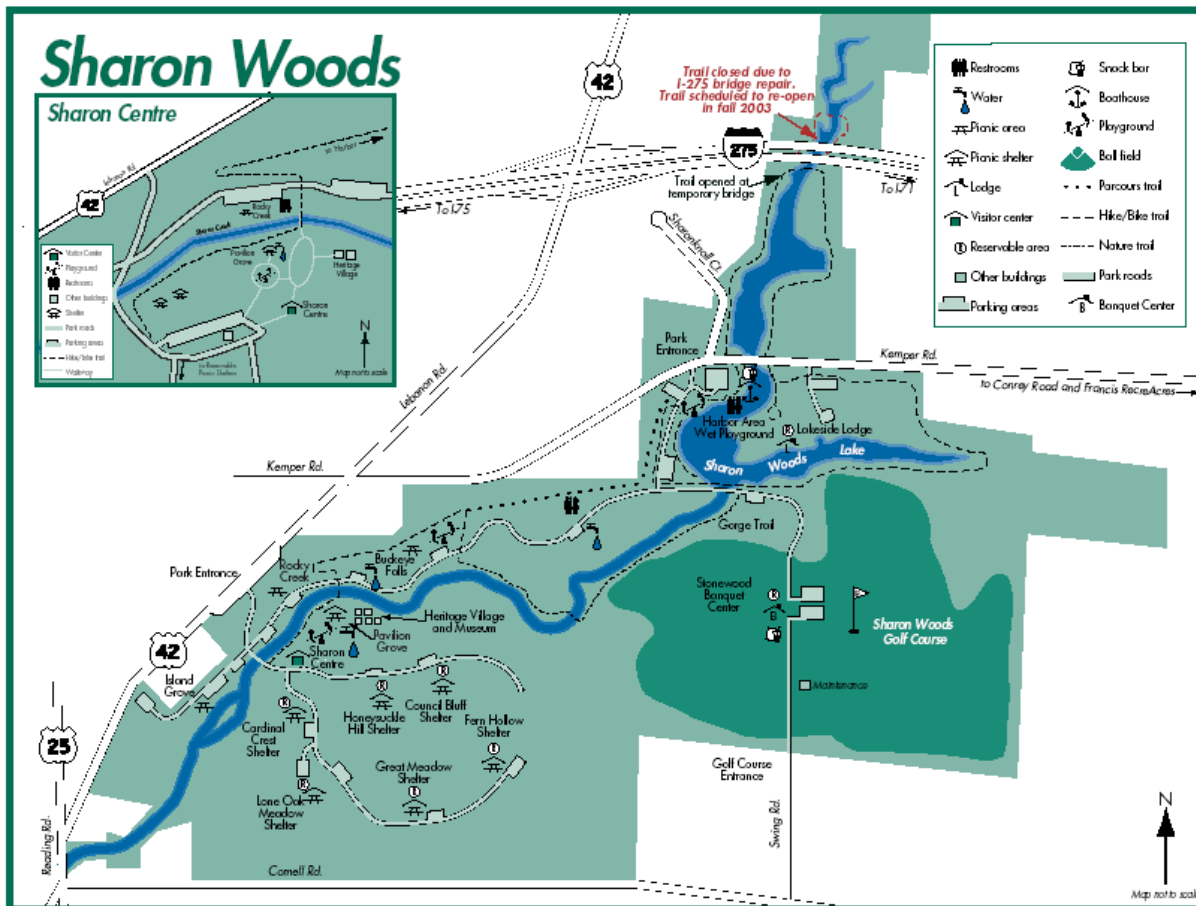 Sharon Woods
Sharon Centre
42
to Harbor
Rocky
Creek
Pavilion
Grove
Heritage
Village
Sharon
Centre
Visitor Center
Playground
Restrooms
Other buildings
Shelter
Park roads
Parking areas
Hike/Bike trail
Walkway
to Reservable
Picnic Shelters
N
Map not to scale
42
Trail closed due to
I-275 bridge repair.
Trail scheduled to re-open
in fall 2003
275
To I71
To I75
Trail opened at
temporary bridge
Sharonknoll Ct.
Restrooms
Water
Picnic area
Picnic shelter
Lodge
Visitor center
R Reservable area
Other buildings
Parking areas
Snack bar
Boathouse
Playground
Ball field
Parcours trail
Hike/Bike trail
Nature trail
Park roads
B Banquet Center
Park
Entrance
Kemper Rd.
to Conrey Road and Francis RecreAcres
Lebanon Rd.
Harbor Area
Wet Playground
R Lakeside Lodge
Sharon Woods Lake
Kemper Rd.
Gorge Trail
Park Entrance
Rocky
Creek
Buckeye
Falls
Heritage Village
and Museum
Pavilion
Grove
Sharon
Centre
Stonewood
Banquet
Center
R
B
Sharon Woods
Golf Course
Maintenance
42
Island
Grove
25
R
Cardinal
Crest
Shelter
R
Honeysuckle
Hill Shelter
R
Council Bluff
Shelter
Fern Hollow
Shelter
R
Great Meadow
Shelter
R
R
Lone Oak
Meadow
Shelter
Golf Course
Entrance
Swing Rd.
Reading Rd.
Cornell Rd.
N
Map not to scale